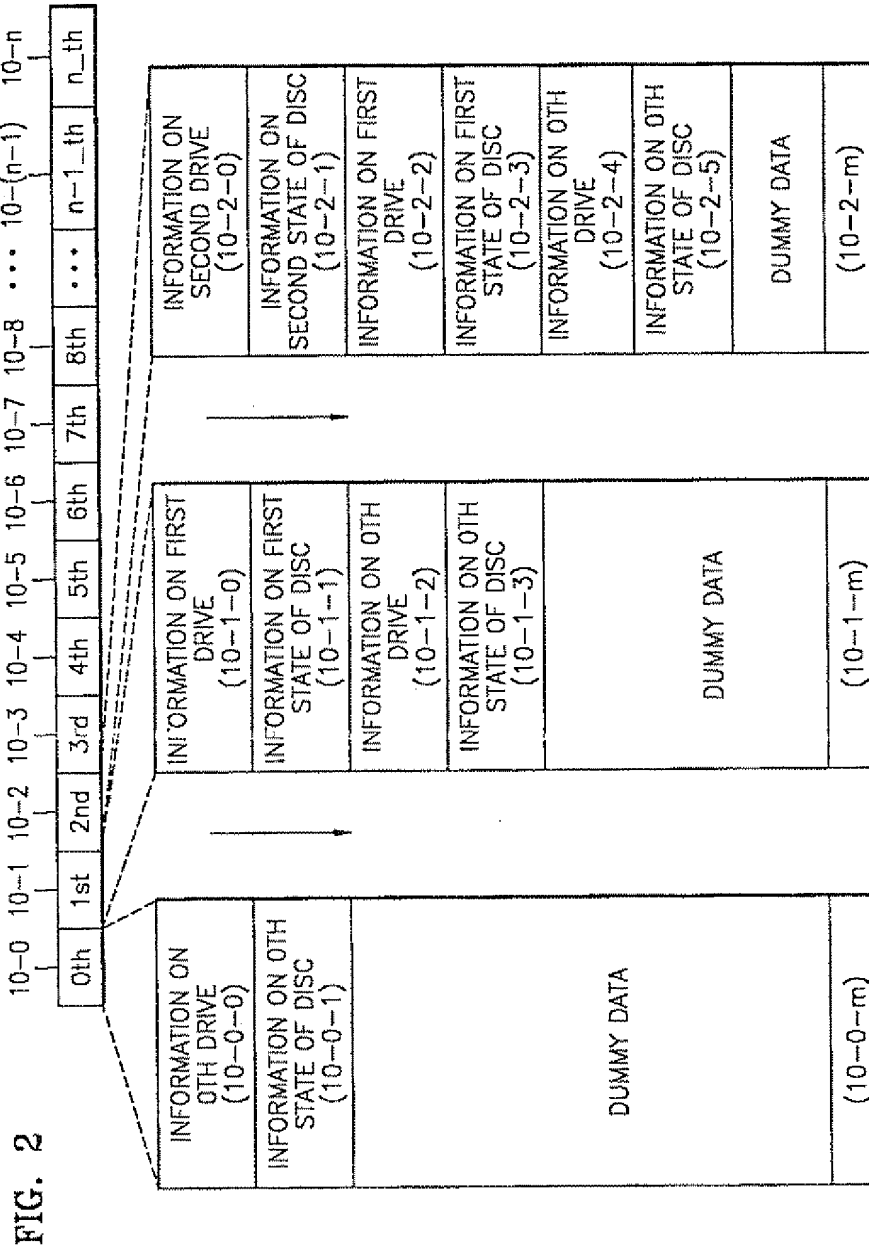 FIG. 2
10-0 10-1 10-2 10-3 10-4 10-5 10-6 10-7 10-8 ••• 10-(n-1) 10-n
0th 1st 2nd 3rd 4th 5th 6th 7th 8th ••• n-1_th n_th
INFORMATION ON
0TH DRIVE
(10-0-0)
INFORMATION ON 0TH
STATE OF DISC
(10-0-1)
DUMMY DATA
(10-0-m)
INFORMATION ON FIRST
DRIVE
(10-1-0)
INFORMATION ON FIRST
STATE OF DISC
(10-1-1)
INFORMATION ON 0TH
DRIVE
(10-1-2)
INFORMATION ON 0TH
STATE OF DISC
(10-1-3)
DUMMY DATA
(10-1-m)
INFORMATION ON
SECOND DRIVE
(10-2-0)
INFORMATION ON
SECOND STATE OF DISC
(10-2-1)
INFORMATION ON FIRST
DRIVE
(10-2-2)
INFORMATION ON FIRST
STATE OF DISC
(10-2-3)
INFORMATION ON 0TH
DRIVE
(10-2-4)
INFORMATION ON 0TH
STATE OF DISC
(10-2-5)
DUMMY DATA
(10-2-m)